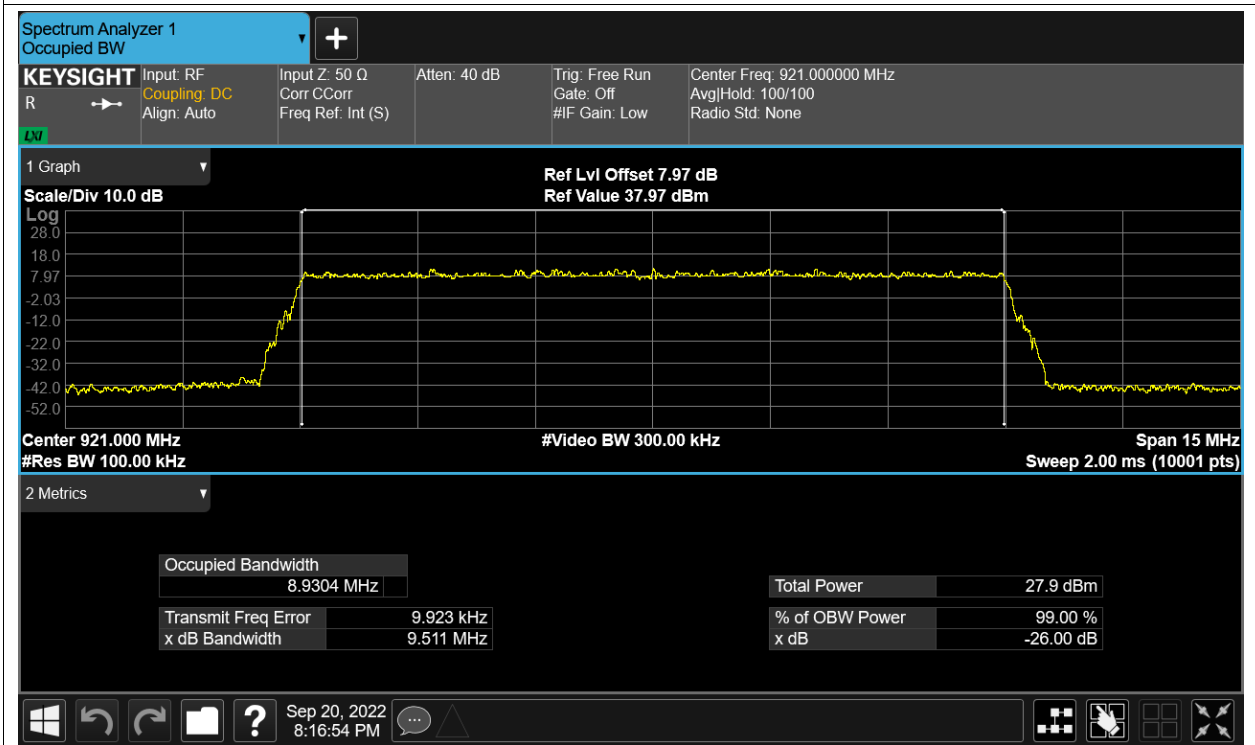 Spectrum Analyzer 1
Occupied BW
KEYSIGHT
R
LXI
Input: RF
Coupling: DC
Align: Auto
Input Z: 50 Ω
Corr CCorr
Freq Ref: Int (S)
Atten: 40 dB
Trig: Free Run
Gate: Off
#IF Gain: Low
Center Freq: 921.000000 MHz
Avg|Hold: 100/100
Radio Std: None
1 Graph
Scale/Div 10.0 dB
Ref Lvl Offset 7.97 dB
Ref Value 37.97 dBm
Log
28.0
18.0
7.97
-2.03
-12.0
-22.0
-32.0
-42.0
-52.0
Center 921.000 MHz
#Res BW 100.00 kHz
#Video BW 300.00 kHz
Span 15 MHz
Sweep 2.00 ms (10001 pts)
2 Metrics
Occupied Bandwidth
8.9304 MHz
Transmit Freq Error 9.923 kHz
x dB Bandwidth 9.511 MHz
Total Power 27.9 dBm
% of OBW Power 99.00 %
x dB -26.00 dB
?
Sep 20, 2022
8:16:54 PM